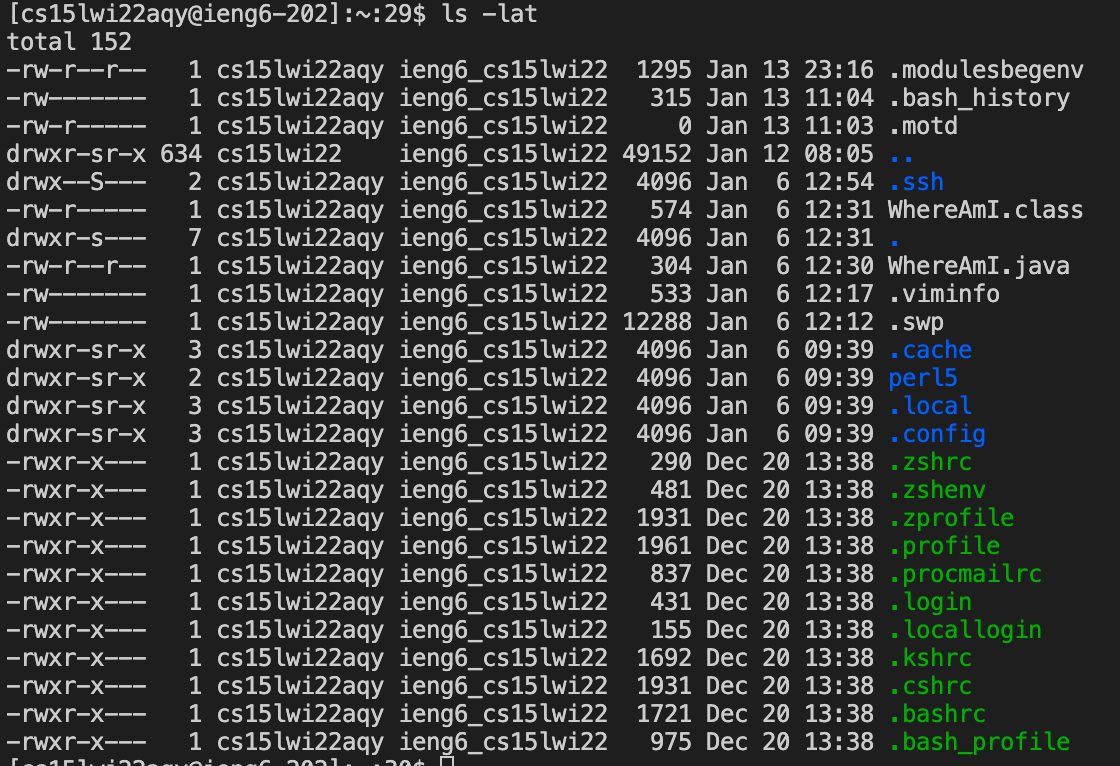 [cs15lwi22aqy@ieng6-202]:~:29$ ls -lat
total 152
-rw-r--r--   1 cs15lwi22aqy ieng6_cs15lwi22  1295 Jan 13 23:16 .modulesbegenv
-rw-------   1 cs15lwi22aqy ieng6_cs15lwi22   315 Jan 13 11:04 .bash_history
-rw-r-----   1 cs15lwi22aqy ieng6_cs15lwi22     0 Jan 13 11:03 .motd
drwxr-sr-x 634 cs15lwi22    ieng6_cs15lwi22 49152 Jan 12 08:05 ..
drwx--S---   2 cs15lwi22aqy ieng6_cs15lwi22  4096 Jan  6 12:54 .ssh
-rw-r-----   1 cs15lwi22aqy ieng6_cs15lwi22   574 Jan  6 12:31 WhereAmI.class
drwxr-s---   7 cs15lwi22aqy ieng6_cs15lwi22  4096 Jan  6 12:31 .
-rw-r--r--   1 cs15lwi22aqy ieng6_cs15lwi22   304 Jan  6 12:30 WhereAmI.java
-rw-------   1 cs15lwi22aqy ieng6_cs15lwi22   533 Jan  6 12:17 .viminfo
-rw-------   1 cs15lwi22aqy ieng6_cs15lwi22 12288 Jan  6 12:12 .swp
drwxr-sr-x   3 cs15lwi22aqy ieng6_cs15lwi22  4096 Jan  6 09:39 .cache
drwxr-sr-x   2 cs15lwi22aqy ieng6_cs15lwi22  4096 Jan  6 09:39 perl5
drwxr-sr-x   3 cs15lwi22aqy ieng6_cs15lwi22  4096 Jan  6 09:39 .local
drwxr-sr-x   3 cs15lwi22aqy ieng6_cs15lwi22  4096 Jan  6 09:39 .config
-rwxr-x---   1 cs15lwi22aqy ieng6_cs15lwi22   290 Dec 20 13:38 .zshrc
-rwxr-x---   1 cs15lwi22aqy ieng6_cs15lwi22   481 Dec 20 13:38 .zshenv
-rwxr-x---   1 cs15lwi22aqy ieng6_cs15lwi22  1931 Dec 20 13:38 .zprofile
-rwxr-x---   1 cs15lwi22aqy ieng6_cs15lwi22  1961 Dec 20 13:38 .profile
-rwxr-x---   1 cs15lwi22aqy ieng6_cs15lwi22   837 Dec 20 13:38 .procmailrc
-rwxr-x---   1 cs15lwi22aqy ieng6_cs15lwi22   431 Dec 20 13:38 .login
-rwxr-x---   1 cs15lwi22aqy ieng6_cs15lwi22   155 Dec 20 13:38 .locallogin
-rwxr-x---   1 cs15lwi22aqy ieng6_cs15lwi22  1692 Dec 20 13:38 .kshrc
-rwxr-x---   1 cs15lwi22aqy ieng6_cs15lwi22  1931 Dec 20 13:38 .cshrc
-rwxr-x---   1 cs15lwi22aqy ieng6_cs15lwi22  1721 Dec 20 13:38 .bashrc
-rwxr-x---   1 cs15lwi22aqy ieng6_cs15lwi22   975 Dec 20 13:38 .bash_profile